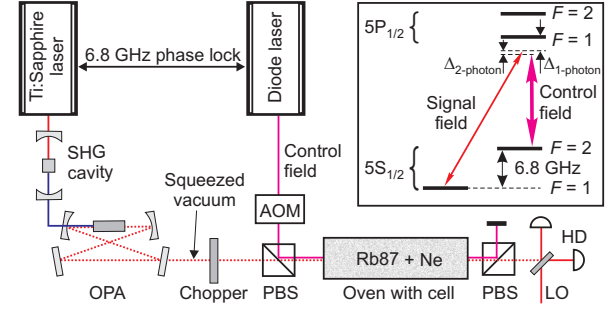 Ti:Sapphire
laser
6.8 GHz phase lock
Diode laser
SHG
cavity
Squeezed
vacuum
Control
field
AOM
OPA
Chopper
PBS
Rb87 + Ne
Oven with cell
PBS
LO
HD
5P1/2
F = 2
F = 1
Δ2-photon
Δ1-photon
Signal
field
Control
field
5S1/2
F = 2
6.8 GHz
F = 1